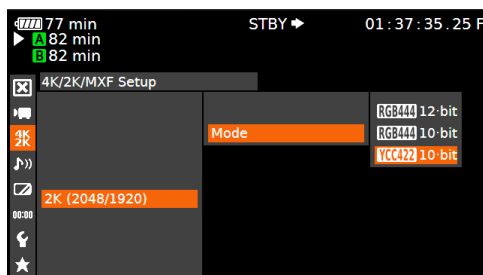 77 min STBY 01:37:35.25 F
A 82 min
B 82 min
4K/2K/MXF Setup
4K
2K
00:00
2K (2048/1920)
Mode
RGB444 12-bit
RGB444 10-bit
YCC422 10-bit